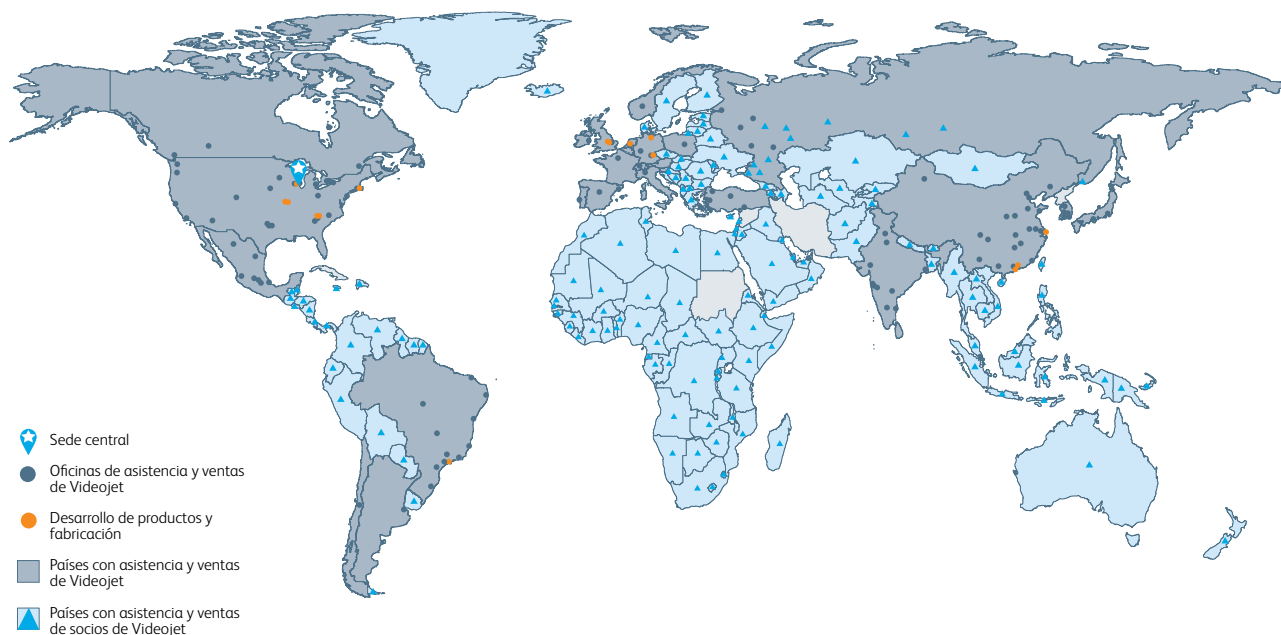 Sede central
Oficinas de asistencia y ventas
de Videojet
Desarrollo de productos y
fabricación
Países con asistencia y ventas
de Videojet
Países con asistencia y ventas
de socios de Videojet